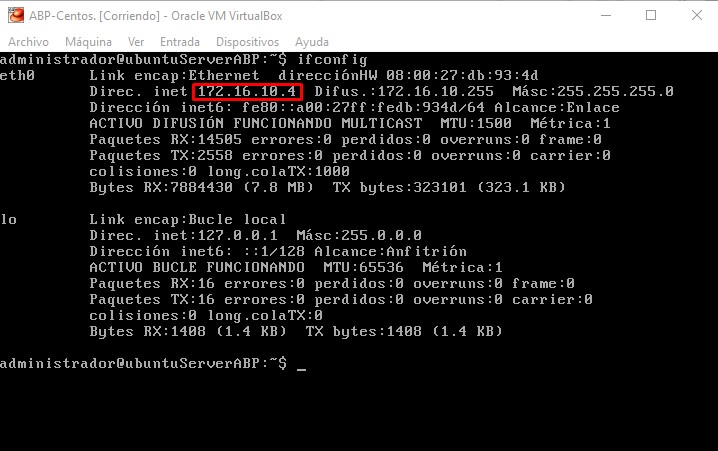 ABP-Centos. [Corriendo] - Oracle VM VirtualBox
Archivo Máquina Ver Entrada Dispositivos Ayuda
administrador@ubuntuServerABP:~$ ifconfig
eth0 Link encap:Ethernet direcciónHW 08:00:27:db:93:4d
Direc. inet:172.16.10.4 Difus.:172.16.10.255 Másc:255.255.255.0
Dirección inet6: fe80::a00:27ff:fedb:934d/64 Alcance:Enlace
ACTIVO DIFUSIÓN FUNCIONANDO MULTICAST MTU:1500 Métrica:1
Paquetes RX:14505 errores:0 perdidos:0 overruns:0 frame:0
Paquetes TX:2558 errores:0 perdidos:0 overruns:0 carrier:0
colisiones:0 long.colaTX:1000
Bytes RX:7884430 (7.8 MB) TX bytes:323101 (323.1 KB)
lo Link encap:Bucle local
Direc. inet:127.0.0.1 Másc:255.0.0.0
Dirección inet6: ::1/128 Alcance:Anfitrión
ACTIVO BUCLE FUNCIONANDO MTU:65536 Métrica:1
Paquetes RX:16 errores:0 perdidos:0 overruns:0 frame:0
Paquetes TX:16 errores:0 perdidos:0 overruns:0 carrier:0
colisiones:0 long.colaTX:0
Bytes RX:1408 (1.4 KB) TX bytes:1408 (1.4 KB)
administrador@ubuntuServerABP:~$ _